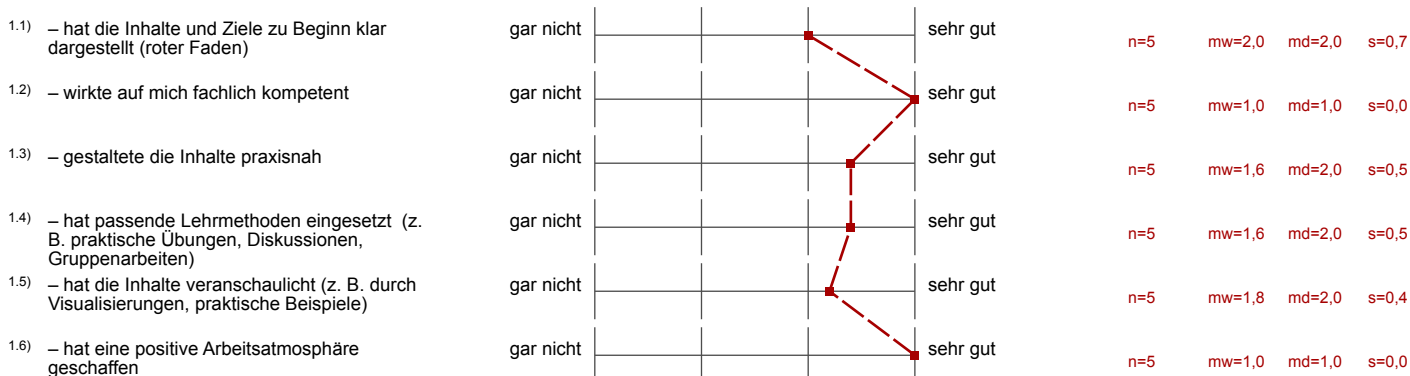 1.1) – hat die Inhalte und Ziele zu Beginn klar gar nicht sehr gut
dargestellt (roter Faden) n=5 mw=2,0 md=2,0 s=0,7
1.2) – wirkte auf mich fachlich kompetent gar nicht sehr gut
n=5 mw=1,0 md=1,0 s=0,0
1.3) – gestaltete die Inhalte praxisnah gar nicht sehr gut
n=5 mw=1,6 md=2,0 s=0,5
1.4) – hat passende Lehrmethoden eingesetzt (z. gar nicht sehr gut
B. praktische Übungen, Diskussionen, n=5 mw=1,6 md=2,0 s=0,5
Gruppenarbeiten)
1.5) – hat die Inhalte veranschaulicht (z. B. durch gar nicht sehr gut
Visualisierungen, praktische Beispiele) n=5 mw=1,8 md=2,0 s=0,4
1.6) – hat eine positive Arbeitsatmosphäre gar nicht sehr gut
geschaffen n=5 mw=1,0 md=1,0 s=0,0